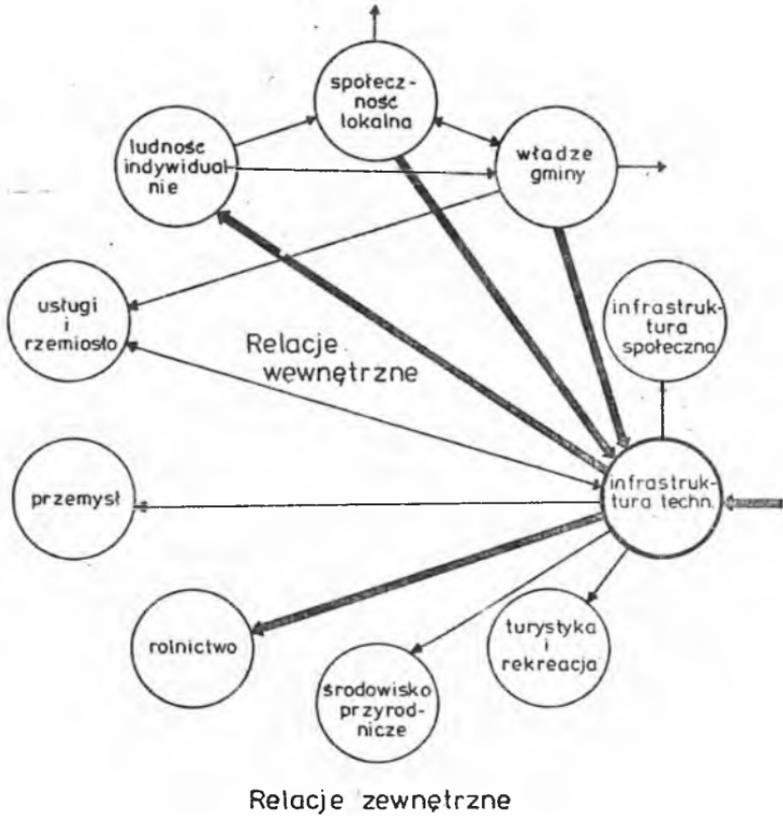 społecz-
ność
lokalna
ludność
indywidual-
nie
władze
gminy
usługi
i
rzemiosło
infrastruk-
tura
społeczna
Relacje
wewnętrzne
przemysł
infrastruk-
tura techn.
rolnictwo
turystyka
i
rekreacja
środowisko
przyrod-
nicze
Relacje zewnętrzne